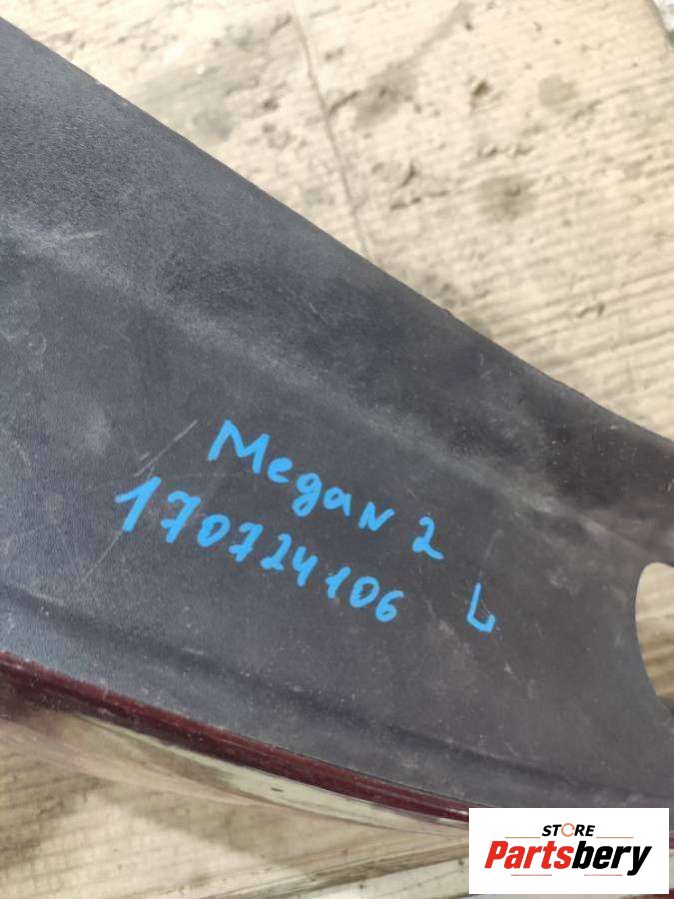 Megan 2
170724106 L
STORE
Partsbery